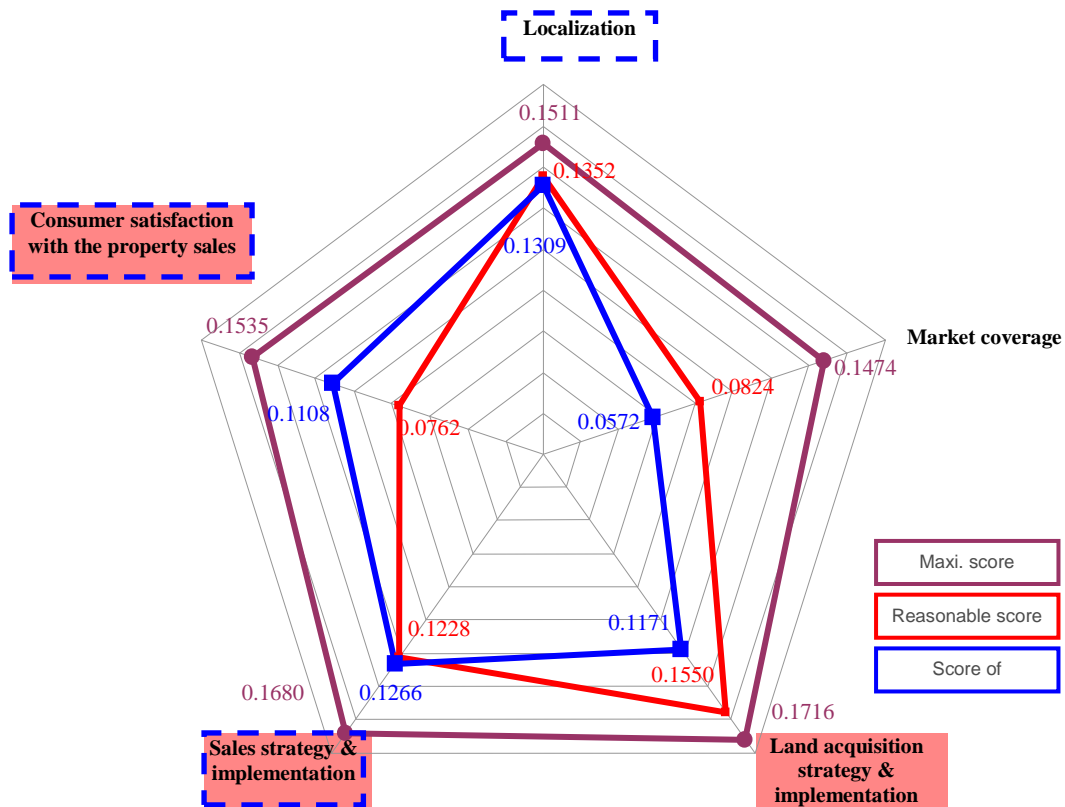 Localization
0.1511
0.1352
0.1309
Consumer satisfaction
with the property sales
0.1535
0.1108
0.0762
Market coverage
0.1474
0.0824
0.0572
Maxi. score
Reasonable score
Score of
0.1228
0.1266
0.1680
0.1171
0.1550
0.1716
Sales strategy &
implementation
Land acquisition
strategy &
implementation